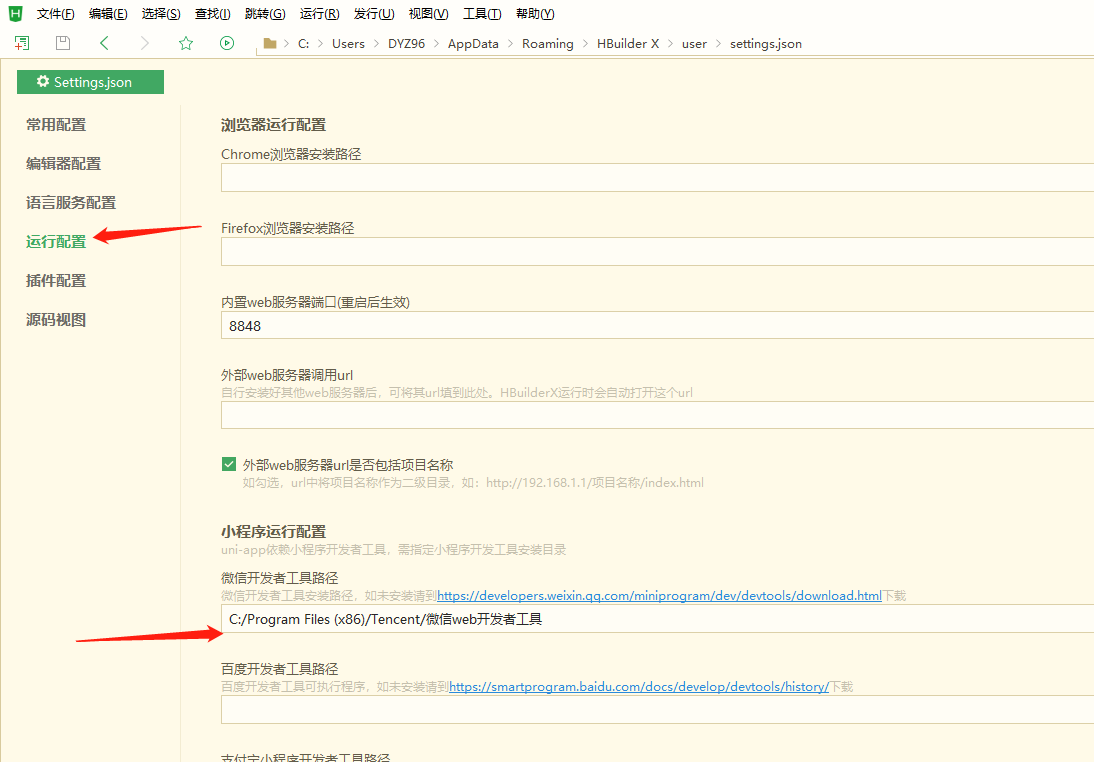 H 文件(F) 编辑(E) 选择(S) 查找(I) 跳转(G) 运行(R) 发行(U) 视图(V) 工具(T) 帮助(Y)
C: Users DYZ96 AppData Roaming HBuilder X user settings.json
Settings.json
常用配置
编辑器配置
语言服务配置
运行配置
插件配置
源码视图
浏览器运行配置
Chrome浏览器安装路径
Firefox浏览器安装路径
内置web服务器端口(重启后生效)
8848
外部web服务器调用url
自行安装好其他web服务器后，可将其url填到此处。HBuilderX运行时会自动打开这个url
外部web服务器url是否包括项目名称
如勾选，url中将项目名称作为二级目录，如：http://192.168.1.1/项目名称/index.html
小程序运行配置
uni-app依赖小程序开发者工具，需指定小程序开发工具安装目录
微信开发者工具路径
微信开发者工具安装路径，如未安装请到https://developers.weixin.qq.com/miniprogram/dev/devtools/download.html下载
C:/Program Files (x86)/Tencent/微信web开发者工具
百度开发者工具路径
百度开发者工具可执行程序，如未安装请到https://smartprogram.baidu.com/docs/develop/devtools/history/下载
支付宝小程序开发者工具路径